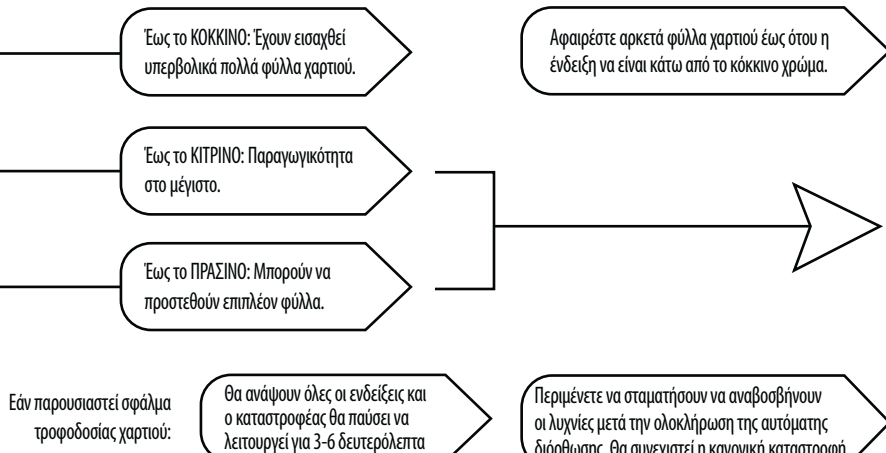 Έως το ΚΟΚΚΙΝΟ: Έχουν εισαχθεί
υπερβολικά πολλά φύλλα χαρτιού.
Αφαιρέστε αρκετά φύλλα χαρτιού έως ότου η
ένδειξη να είναι κάτω από το κόκκινο χρώμα.
Έως το ΚΙΤΡΙΝΟ: Παραγωγικότητα
στο μέγιστο.
Έως το ΠΡΑΣΙΝΟ: Μπορούν να
προστεθούν επιπλέον φύλλα.
Εάν παρουσιαστεί σφάλμα
τροφοδοσίας χαρτιού:
Θα ανάψουν όλες οι ενδείξεις και
ο καταστροφέας θα παύσει να
λειτουργεί για 3-6 δευτερόλεπτα
Περιμένετε να σταματήσουν να αναβοσβήνουν
οι λυχνίες μετά την ολοκλήρωση της αυτόματης
διόρθωσης. Θα συνεχιστεί η κανονική καταστροφή